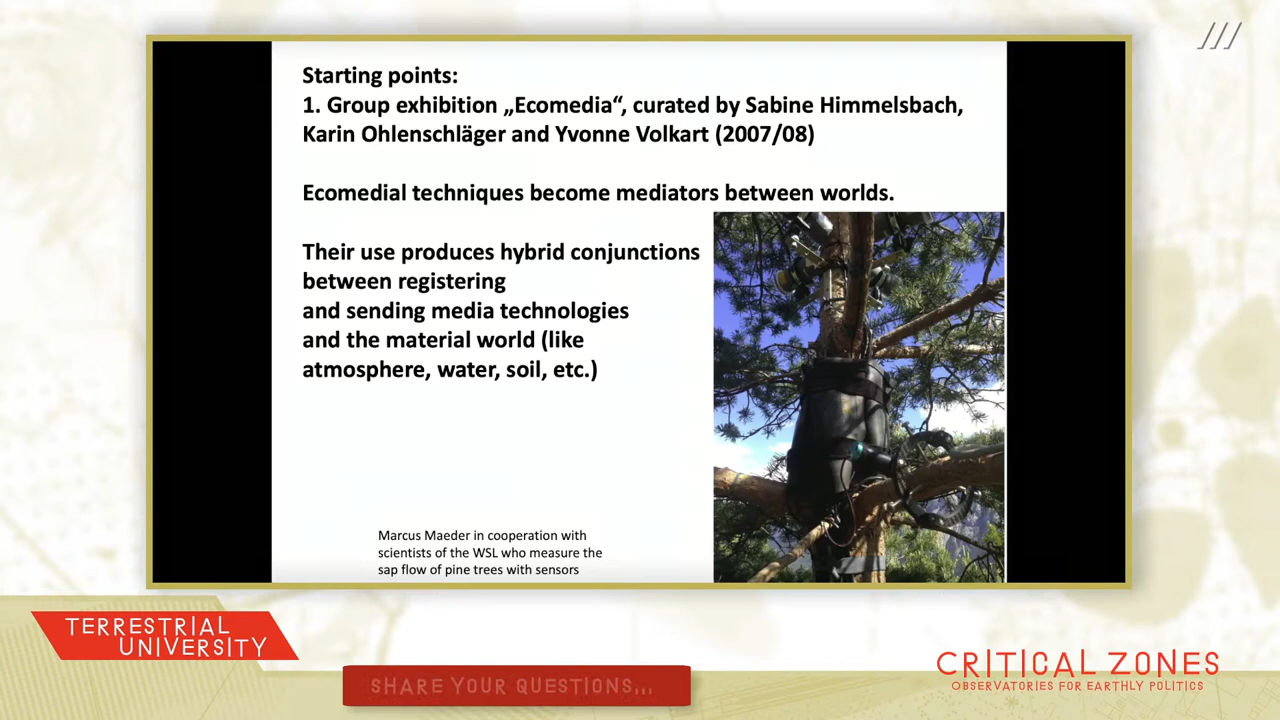 Starting points:
1. Group exhibition „Ecomedia“, curated by Sabine Himmelsbach,
Karin Ohlenschläger and Yvonne Volkart (2007/08)
Ecomedial techniques become mediators between worlds.
Their use produces hybrid conjunctions
between registering
and sending media technologies
and the material world (like
atmosphere, water, soil, etc.)
Marcus Maeder in cooperation with
scientists of the WSL who measure the
sap flow of pine trees with sensors
TERRESTRIAL
UNIVERSITY
SHARE YOUR QUESTIONS...
CRITICAL ZONES
OBSERVATORIES FOR EARTHLY POLITICS
///